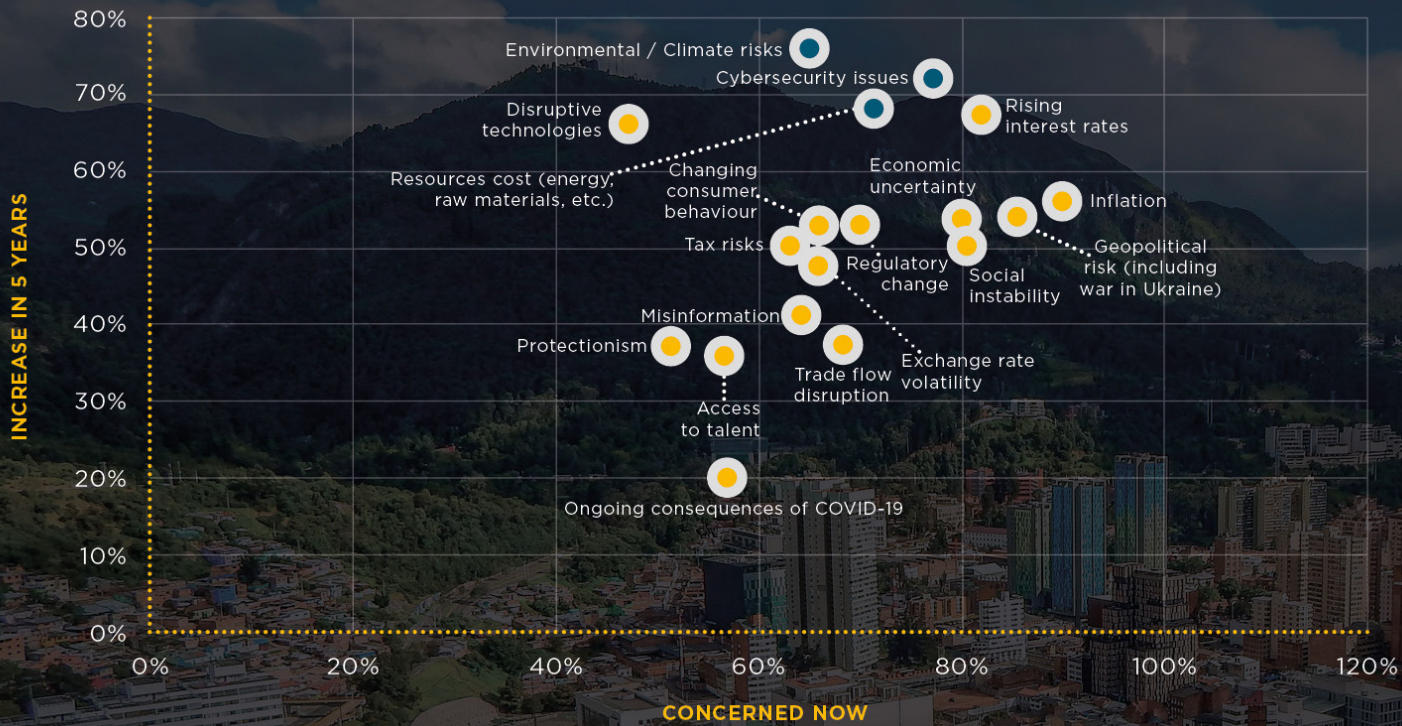 80%
Environmental / Climate risks
Cybersecurity issues
70%
Disruptive
technologies
Rising
interest rates
60%
Resources cost (energy,
raw materials, etc.)
Changing
consumer
behaviour
Economic
uncertainty
Inflation
50%
Tax risks
Regulatory
change
Social
instability
Geopolitical
risk (including
war in Ukraine)
40%
Misinformation
Protectionism
Trade flow
disruption
Exchange rate
volatility
30%
Access
to talent
20%
Ongoing consequences of COVID-19
10%
0%
INCREASE IN 5 YEARS
0%
20%
40%
60%
80%
100%
120%
CONCERNED NOW